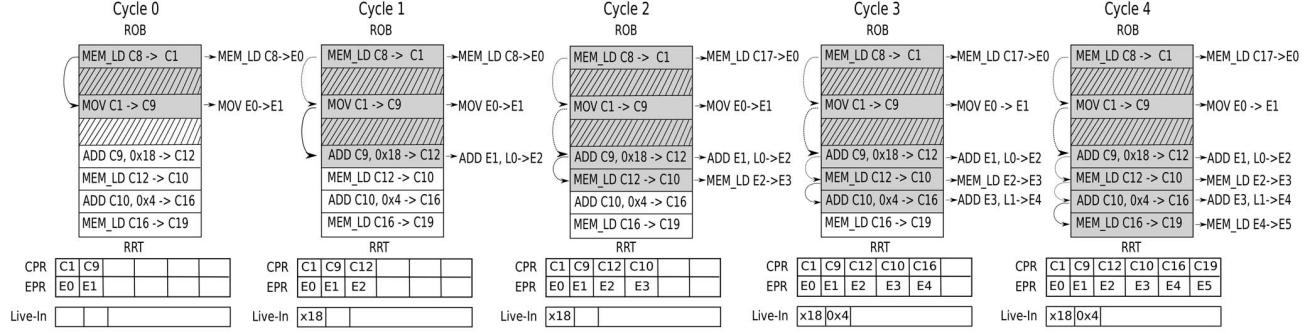 Cycle 0
ROB
MEM_LD C8 -> C1
MEM_LD C8->E0
MOV C1 -> C9
MOV E0->E1
ADD C9, 0x18 -> C12
MEM_LD C12 -> C10
ADD C10, 0x4 -> C16
MEM_LD C16 -> C19
RRT
CPR C1 C9
EPR E0 E1
Live-In
Cycle 1
ROB
MEM_LD C8 -> C1
MEM_LD C8->E0
MOV C1 -> C9
MOV E0->E1
ADD C9, 0x18 -> C12
ADD E1, L0->E2
MEM_LD C12 -> C10
ADD C10, 0x4 -> C16
MEM_LD C16 -> C19
RRT
CPR C1 C9 C12
EPR E0 E1 E2
Live-In x18
Cycle 2
ROB
MEM_LD C8 -> C1
MEM_LD C17->E0
MOV C1 -> C9
MOV E0->E1
ADD C9, 0x18 -> C12
ADD E1, L0->E2
MEM_LD C12 -> C10
MEM_LD E2->E3
ADD C10, 0x4 -> C16
MEM_LD C16 -> C19
RRT
CPR C1 C9 C12 C10
EPR E0 E1 E2 E3
Live-In x18
Cycle 3
ROB
MEM_LD C8 -> C1
MEM_LD C17->E0
MOV C1 -> C9
MOV E0 -> E1
ADD C9, 0x18 -> C12
ADD E1, L0->E2
MEM_LD C12 -> C10
MEM_LD E2->E3
ADD C10, 0x4 -> C16
ADD E3, L1->E4
MEM_LD C16 -> C19
RRT
CPR C1 C9 C12 C10 C16
EPR E0 E1 E2 E3 E4
Live-In x18 0x4
Cycle 4
ROB
MEM_LD C8 -> C1
MEM_LD C17->E0
MOV C1 -> C9
MOV E0 -> E1
ADD C9, 0x18 -> C12
ADD E1, L0->E2
MEM_LD C12 -> C10
MEM_LD E2->E3
ADD C10, 0x4 -> C16
ADD E3, L1->E4
MEM_LD C16 -> C19
MEM_LD E4->E5
RRT
CPR C1 C9 C12 C10 C16 C19
EPR E0 E1 E2 E3 E4 E5
Live-In x18 0x4